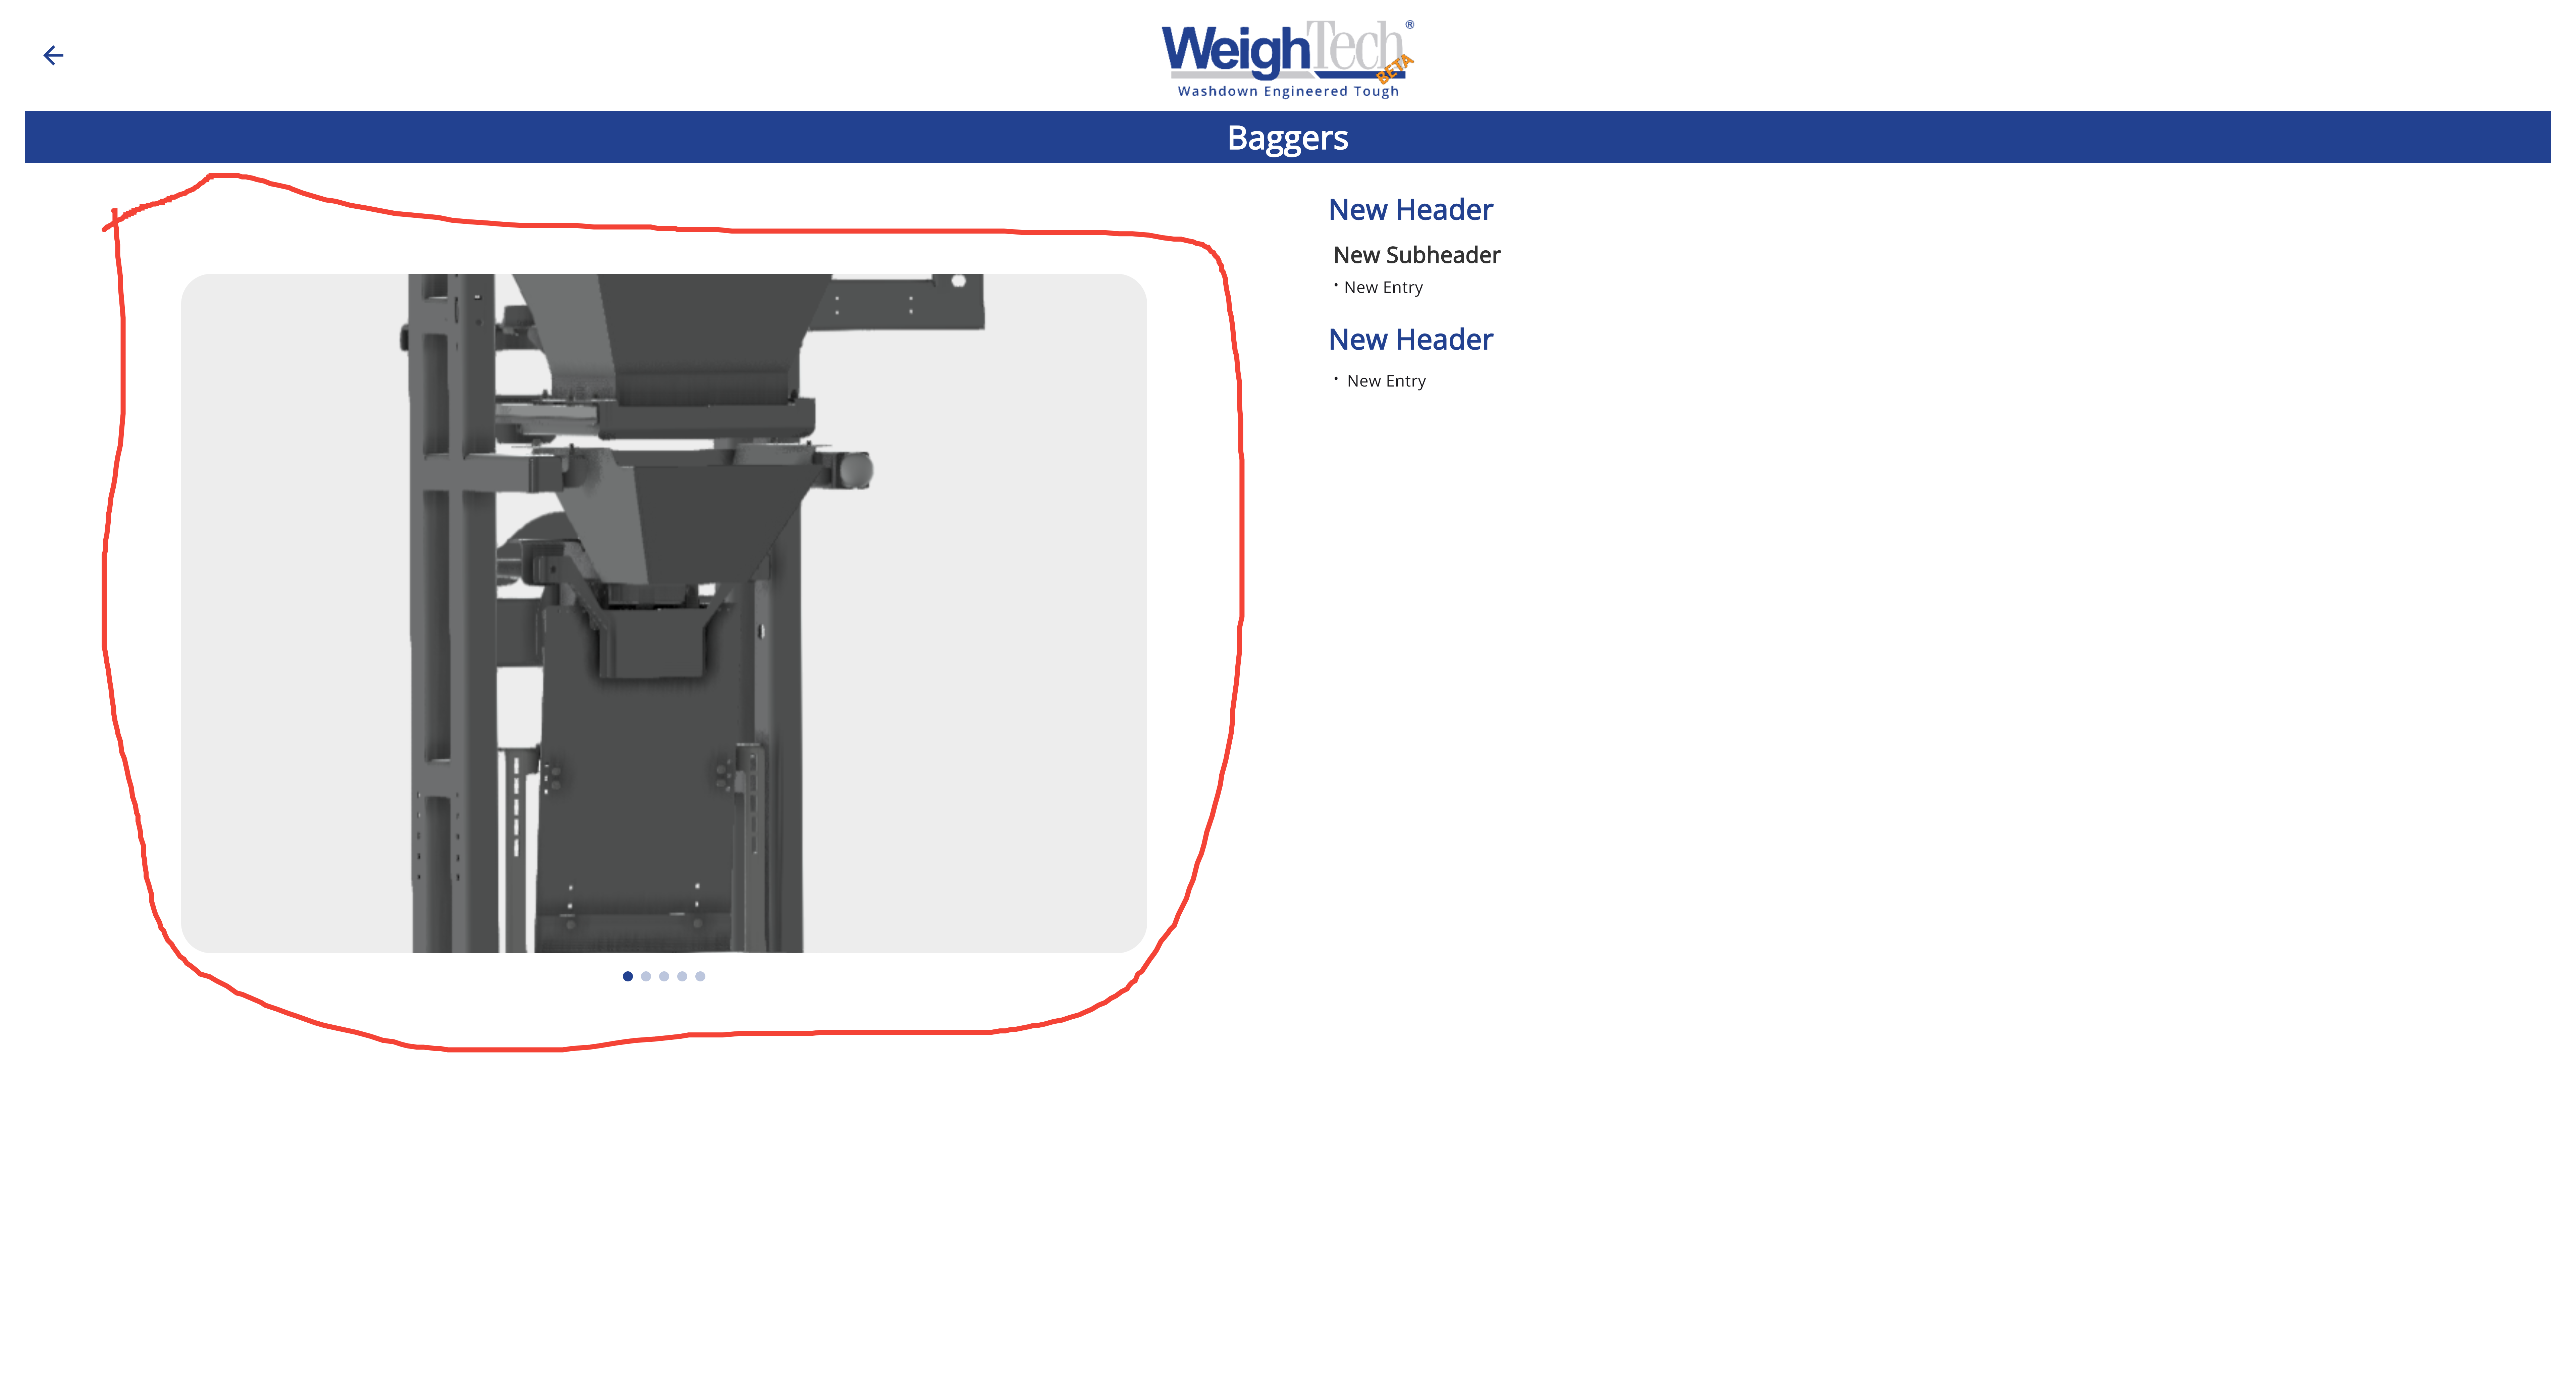 WeighTech®
BETA
Washdown Engineered Tough
Baggers
New Header
New Subheader
• New Entry
New Header
• New Entry